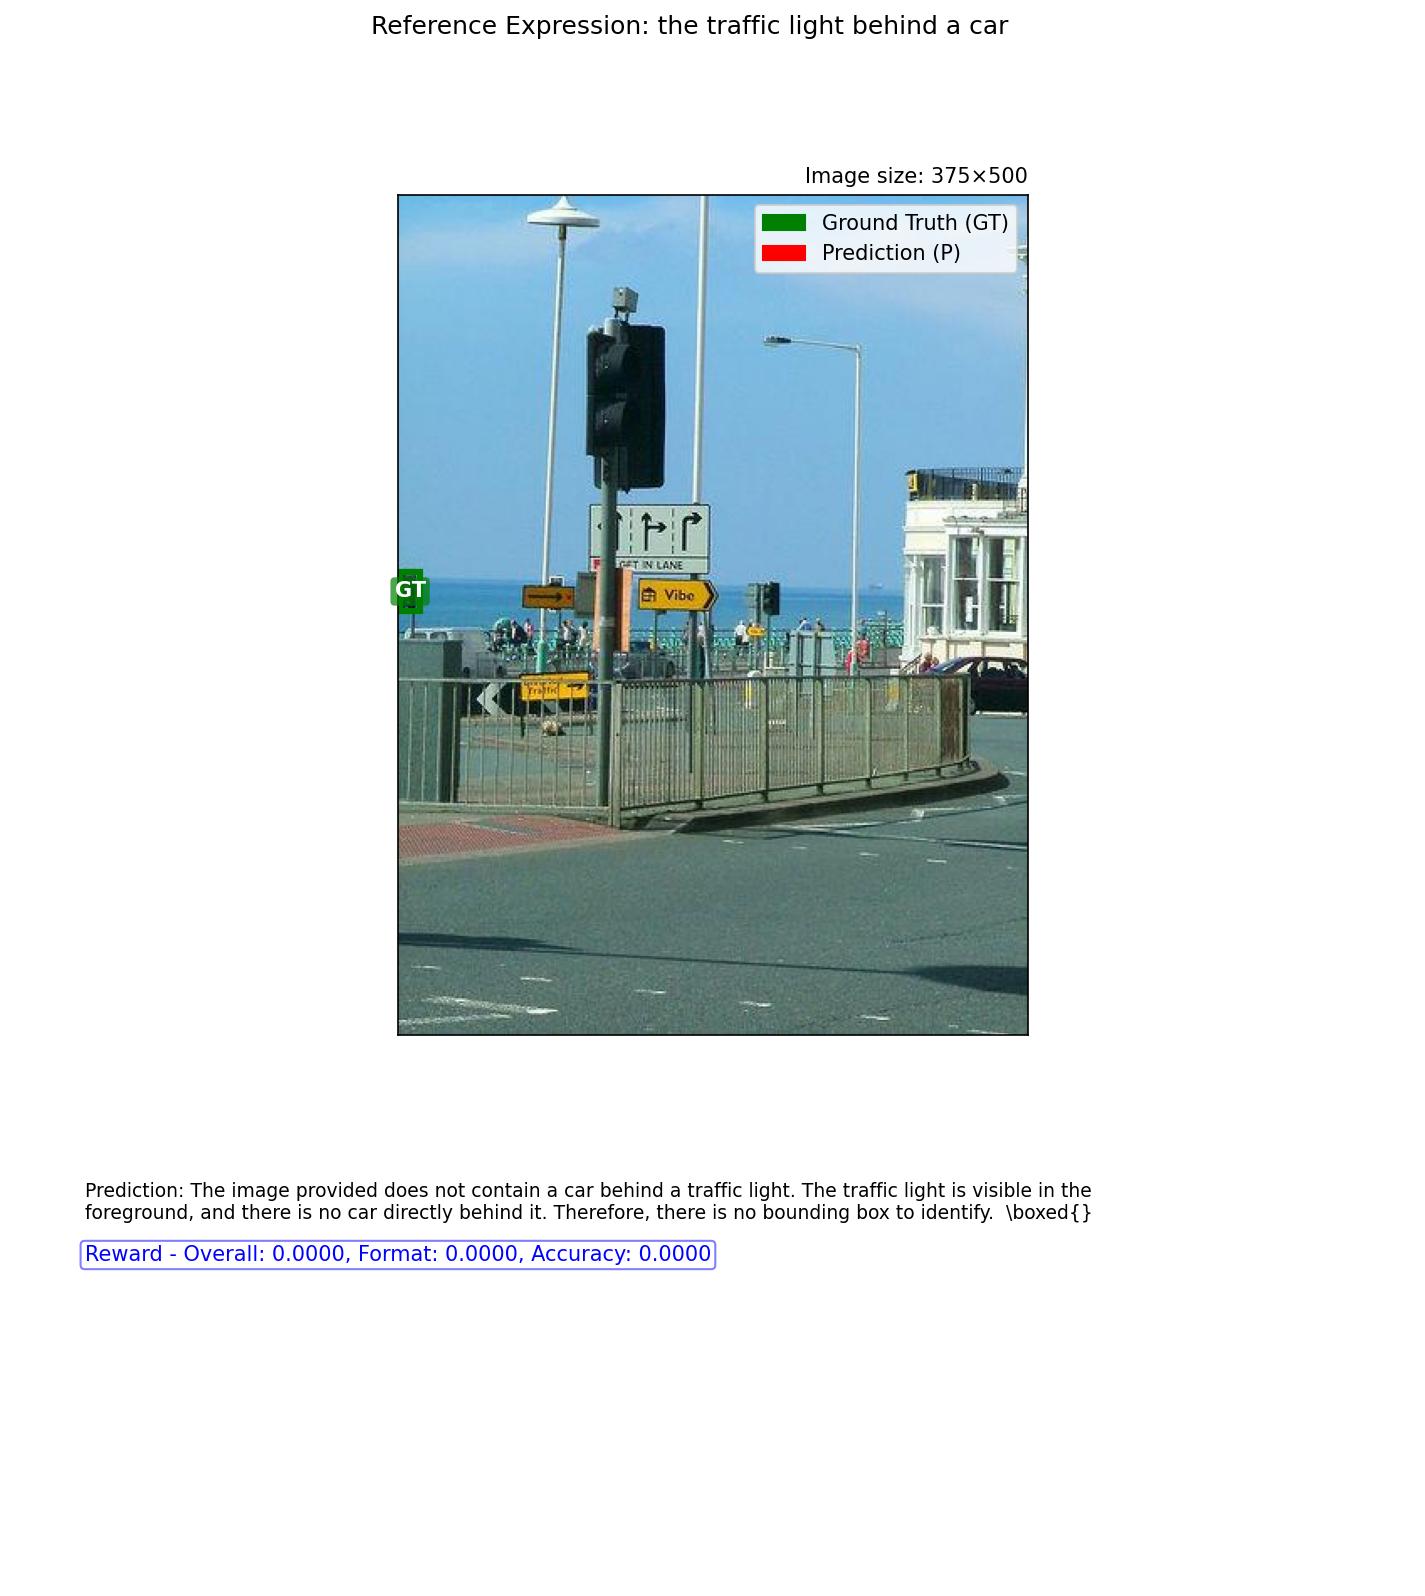 Reference Expression: the traffic light behind a car
Image size: 375×500
Ground Truth (GT)
Prediction (P)
GET IN LANE
GT
Vibe
Traffic
Prediction: The image provided does not contain a car behind a traffic light. The traffic light is visible in the
foreground, and there is no car directly behind it. Therefore, there is no bounding box to identify.  \boxed{}
Reward - Overall: 0.0000, Format: 0.0000, Accuracy: 0.0000